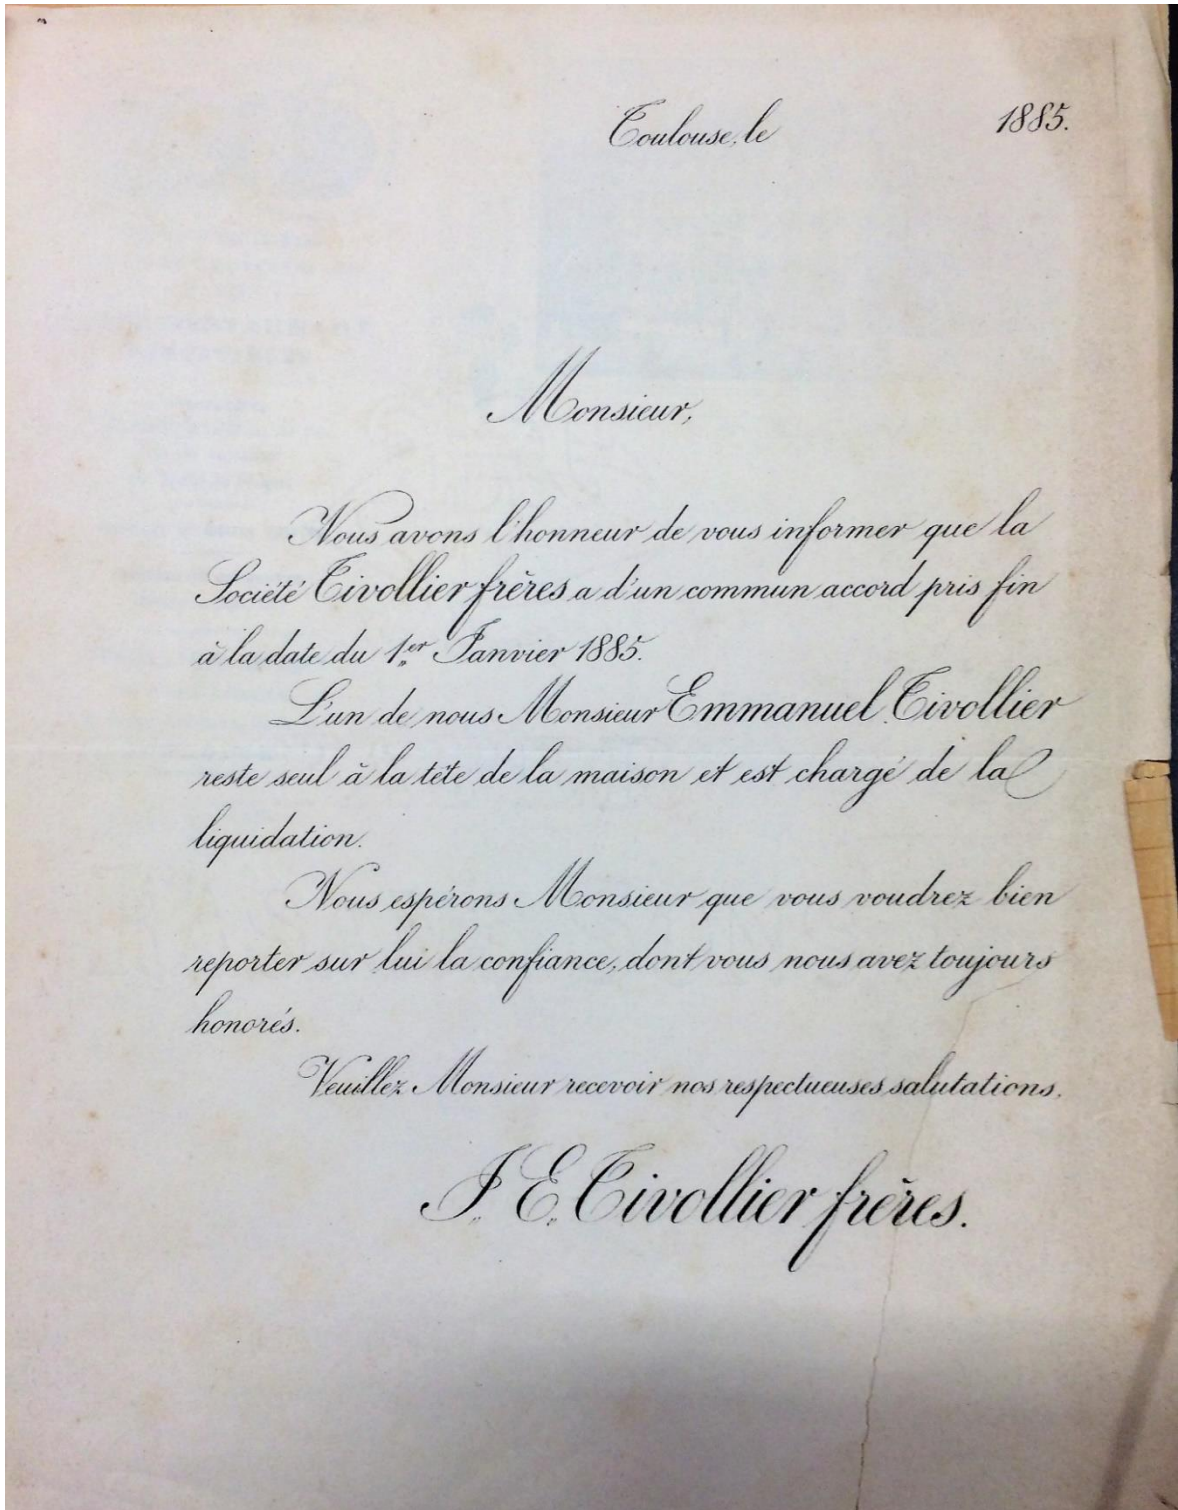 Toulouse, le 1885.
Monsieur,
Nous avons l'honneur de vous informer que la
Société Tivollier frères a d'un commun accord pris fin
à la date du 1er Janvier 1885.
L'un de nous Monsieur Emmanuel Tivollier
reste seul à la tête de la maison et est chargé de la
liquidation.
Nous espérons Monsieur que vous voudrez bien
reporter sur lui la confiance, dont vous nous avez toujours
honorés.
Veuillez Monsieur recevoir nos respectueuses salutations.
J. E. Tivollier frères.